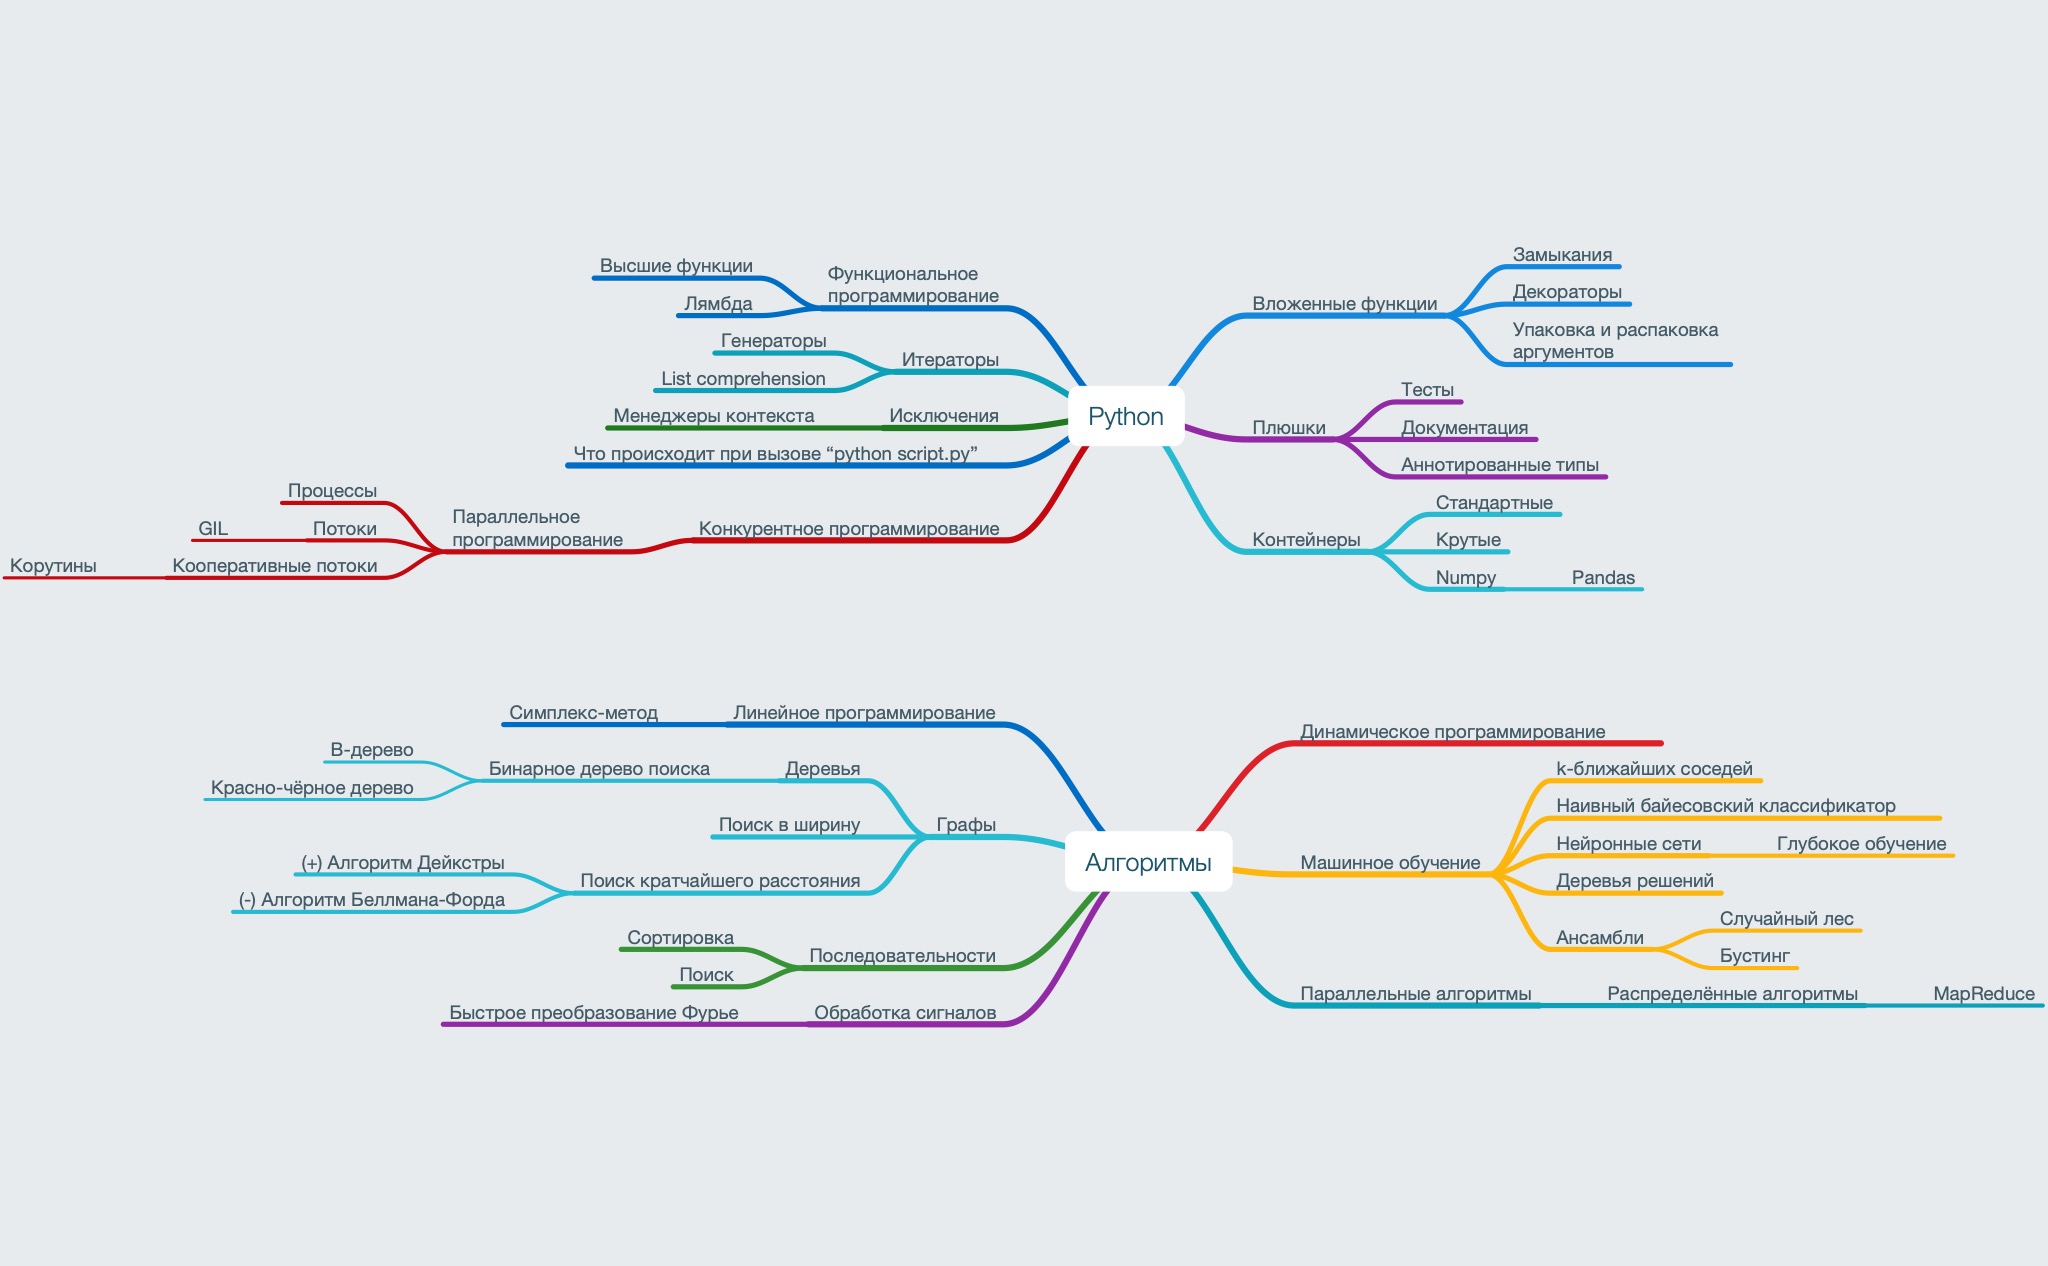 Python
Функциональное
программирование
Высшие функции
Лямбда
Итераторы
Генераторы
List comprehension
Исключения
Менеджеры контекста
Что происходит при вызове “python script.py”
Конкурентное программирование
Параллельное
программирование
Процессы
Потоки
GIL
Кооперативные потоки
Корутины
Вложенные функции
Замыкания
Декораторы
Упаковка и распаковка
аргументов
Плюшки
Тесты
Документация
Аннотированные типы
Контейнеры
Стандартные
Крутые
Numpy
Pandas
Алгоритмы
Линейное программирование
Симплекс-метод
Графы
Деревья
Бинарное дерево поиска
В-дерево
Красно-чёрное дерево
Поиск в ширину
Поиск кратчайшего расстояния
(+) Алгоритм Дейкстры
(-) Алгоритм Беллмана-Форда
Последовательности
Сортировка
Поиск
Обработка сигналов
Быстрое преобразование Фурье
Динамическое программирование
Машинное обучение
k-ближайших соседей
Наивный байесовский классификатор
Нейронные сети
Глубокое обучение
Деревья решений
Ансамбли
Случайный лес
Бустинг
Параллельные алгоритмы
Распределённые алгоритмы
MapReduce